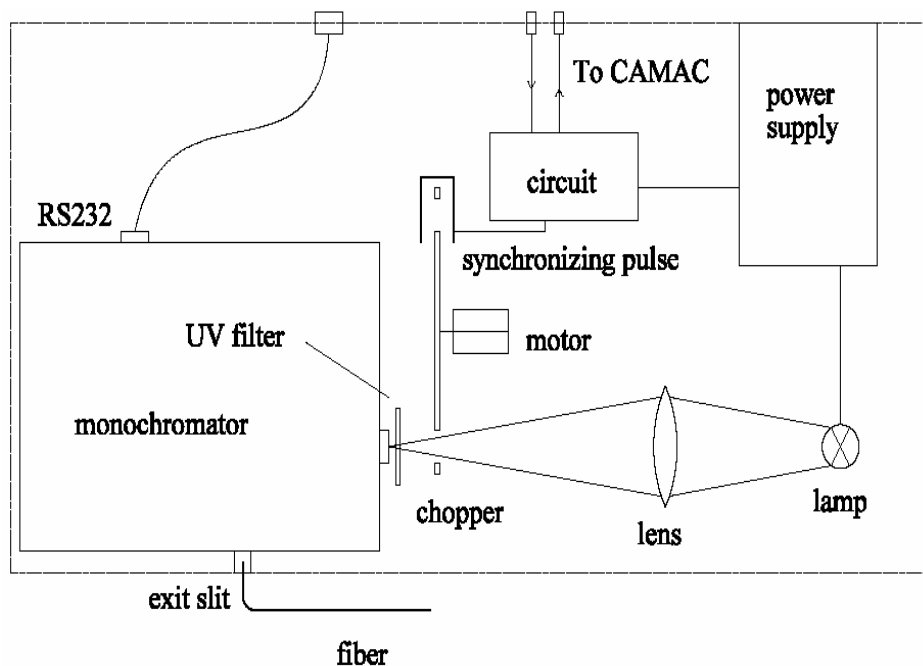 To CAMAC
power
supply
circuit
RS232
synchronizing pulse
UV filter
motor
monochromator
chopper
lens
lamp
exit slit
fiber